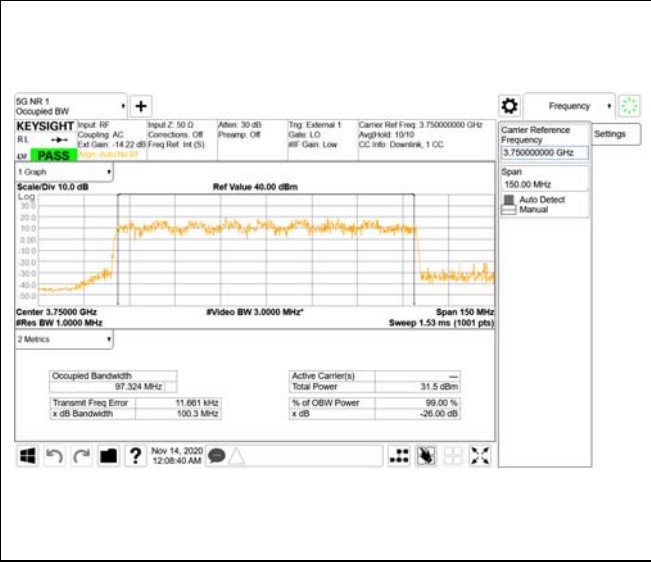 5G NR 1
Occupied BW
+
Frequency
KEYSIGHT
R L
PASS
Input: RF
Coupling: AC
Ext Gain: -14.22 dB
Align: Auto/No RF
Input Z: 50 Ω
Corrections: Off
Freq Ref: Int (S)
Atten: 30 dB
Preamp: Off
Trig: External 1
Gate: LO
#IF Gain: Low
Carrier Ref Freq: 3.750000000 GHz
Avg|Hold: 10/10
CC Info: Downlink, 1 CC
Carrier Reference
Frequency
3.750000000 GHz
Span
150.00 MHz
Auto Detect
Manual
Settings
1 Graph
Scale/Div 10.0 dB
Ref Value 40.00 dBm
Log
30.0
20.0
10.0
0.00
-10.0
-20.0
-30.0
-40.0
-50.0
Center 3.75000 GHz
#Video BW 3.0000 MHz*
Span 150 MHz
#Res BW 1.0000 MHz
Sweep 1.53 ms (1001 pts)
2 Metrics
Occupied Bandwidth
97.324 MHz
Transmit Freq Error 11.661 kHz
x dB Bandwidth 100.3 MHz
Active Carrier(s) —
Total Power 31.5 dBm
% of OBW Power 99.00 %
x dB -26.00 dB
?
Nov 14, 2020
12:08:40 AM